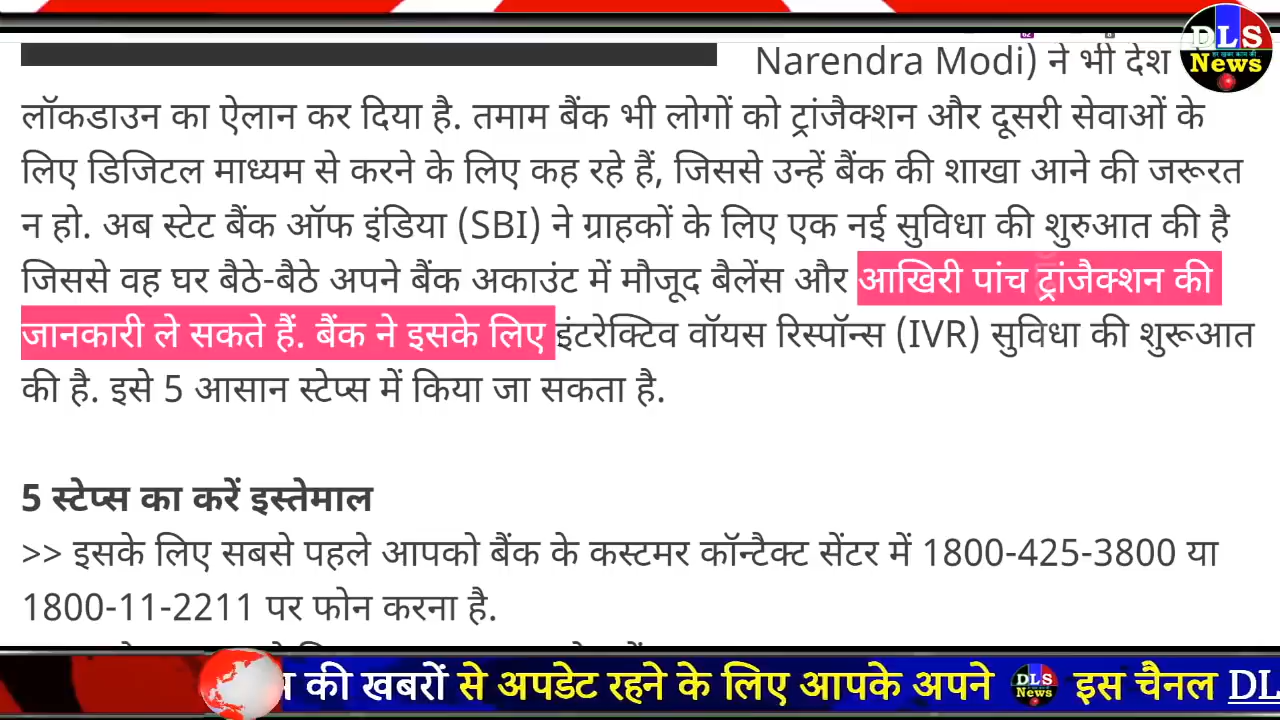 DLS
News
Narendra Modi) ने भी देश
लॉकडाउन का ऐलान कर दिया है. तमाम बैंक भी लोगों को ट्रांजैक्शन और दूसरी सेवाओं के
लिए डिजिटल माध्यम से करने के लिए कह रहे हैं, जिससे उन्हें बैंक की शाखा आने की जरूरत
न हो. अब स्टेट बैंक ऑफ इंडिया (SBI) ने ग्राहकों के लिए एक नई सुविधा की शुरुआत की है
जिससे वह घर बैठे-बैठे अपने बैंक अकाउंट में मौजूद बैलेंस और आखिरी पांच ट्रांजैक्शन की
जानकारी ले सकते हैं. बैंक ने इसके लिए इंटरेक्टिव वॉयस रिस्पॉन्स (IVR) सुविधा की शुरूआत
की है. इसे 5 आसान स्टेप्स में किया जा सकता है.
5 स्टेप्स का करें इस्तेमाल
>> इसके लिए सबसे पहले आपको बैंक के कस्टमर कॉन्टैक्ट सेंटर में 1800-425-3800 या
1800-11-2211 पर फोन करना है.
की खबरों से अपडेट रहने के लिए आपके अपने DLS News इस चैनल DL